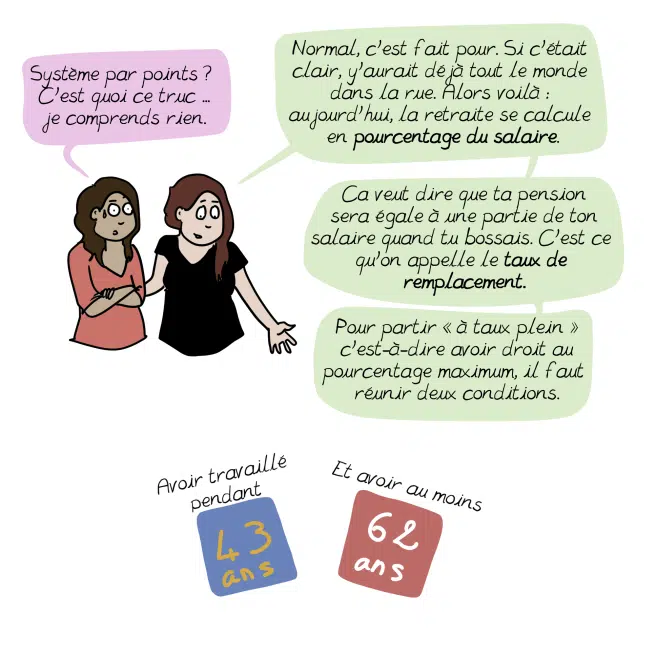 Système par points ?
C'est quoi ce truc ...
je comprends rien.
Normal, c'est fait pour. Si c'était
clair, y'aurait déjà tout le monde
dans la rue. Alors voilà :
aujourd'hui, la retraite se calcule
en pourcentage du salaire.
Ca veut dire que ta pension
sera égale à une partie de ton
salaire quand tu bossais. C'est ce
qu'on appelle le taux de
remplacement.
Pour partir « à taux plein »
c'est-à-dire avoir droit au
pourcentage maximum, il faut
réunir deux conditions.
Avoir travaillé
pendant
43
ans
Et avoir au moins
62
ans